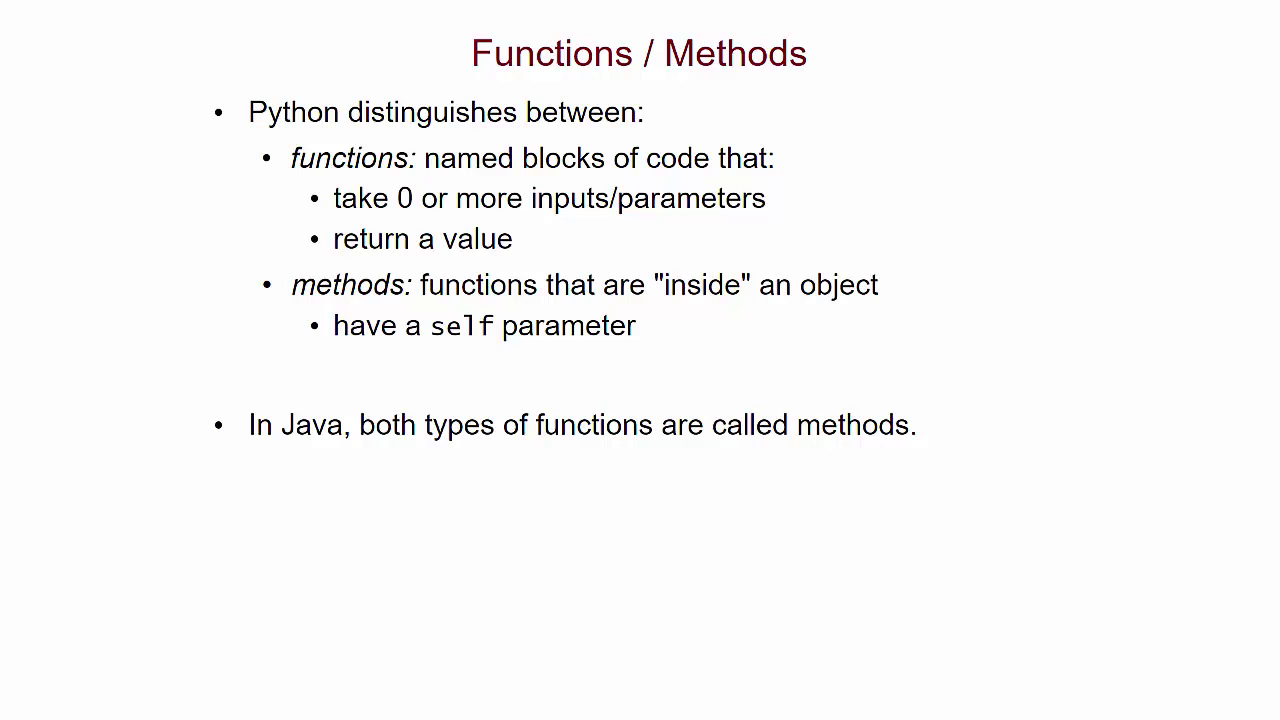 Functions / Methods
• Python distinguishes between:
• functions: named blocks of code that:
• take 0 or more inputs/parameters
• return a value
• methods: functions that are "inside" an object
• have a self parameter
• In Java, both types of functions are called methods.